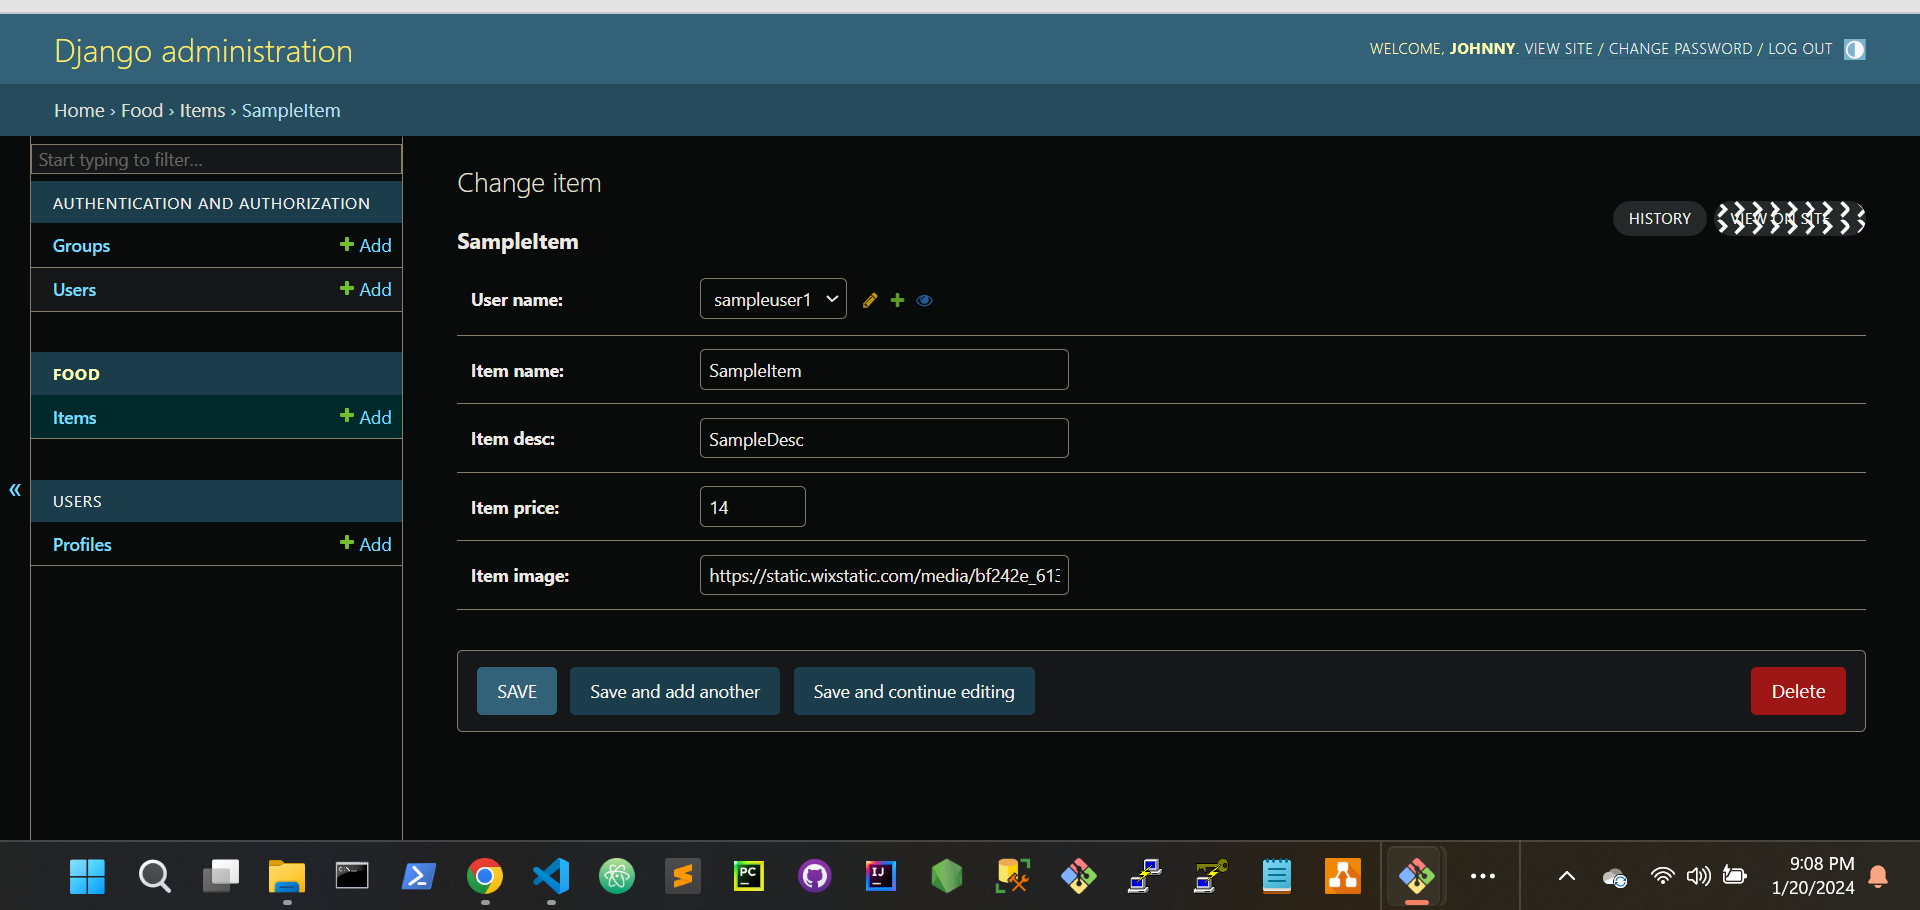 Django administration
WELCOME, JOHNNY. VIEW SITE / CHANGE PASSWORD / LOG OUT
Home › Food › Items › SampleItem
Start typing to filter...
AUTHENTICATION AND AUTHORIZATION
Groups + Add
Users + Add
FOOD
Items + Add
USERS
Profiles + Add
«
Change item
HISTORY VIEW ON SITE
SampleItem
User name: sampleuser1
Item name: SampleItem
Item desc: SampleDesc
Item price: 14
Item image: https://static.wixstatic.com/media/bf242e_613
SAVE Save and add another Save and continue editing Delete
PC
IJ
9:08 PM
1/20/2024